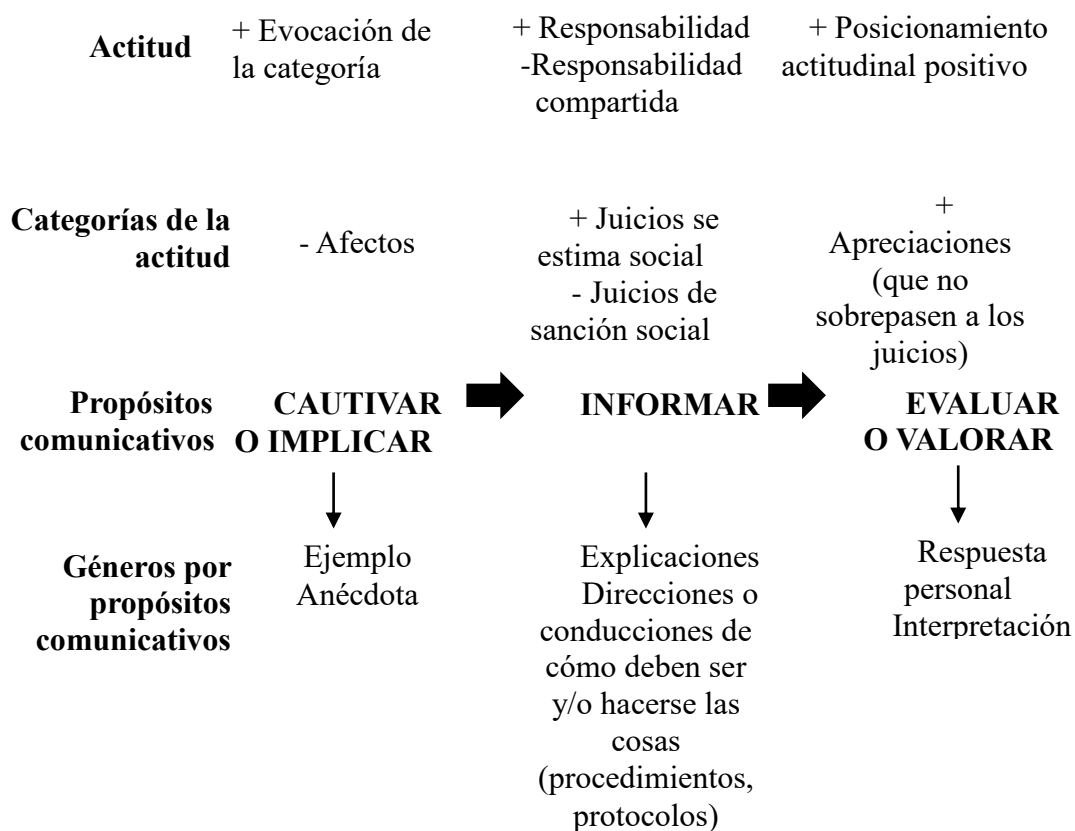 Actitud
+ Evocación de
la categoría
+ Responsabilidad
-Responsabilidad
compartida
+ Posicionamiento
actitudinal positivo
Categorías de la
actitud
- Afectos
+ Juicios se
estima social
- Juicios de
sanción social
+
Apreciaciones
(que no
sobrepasen a los
juicios)
Propósitos
comunicativos
CAUTIVAR
O IMPLICAR
INFORMAR
EVALUAR
O VALORAR
Géneros por
propósitos
comunicativos
Ejemplo
Anécdota
Explicaciones
Direcciones o
conducciones de
cómo deben ser
y/o hacerse las
cosas
(procedimientos,
protocolos)
Respuesta
personal
Interpretación